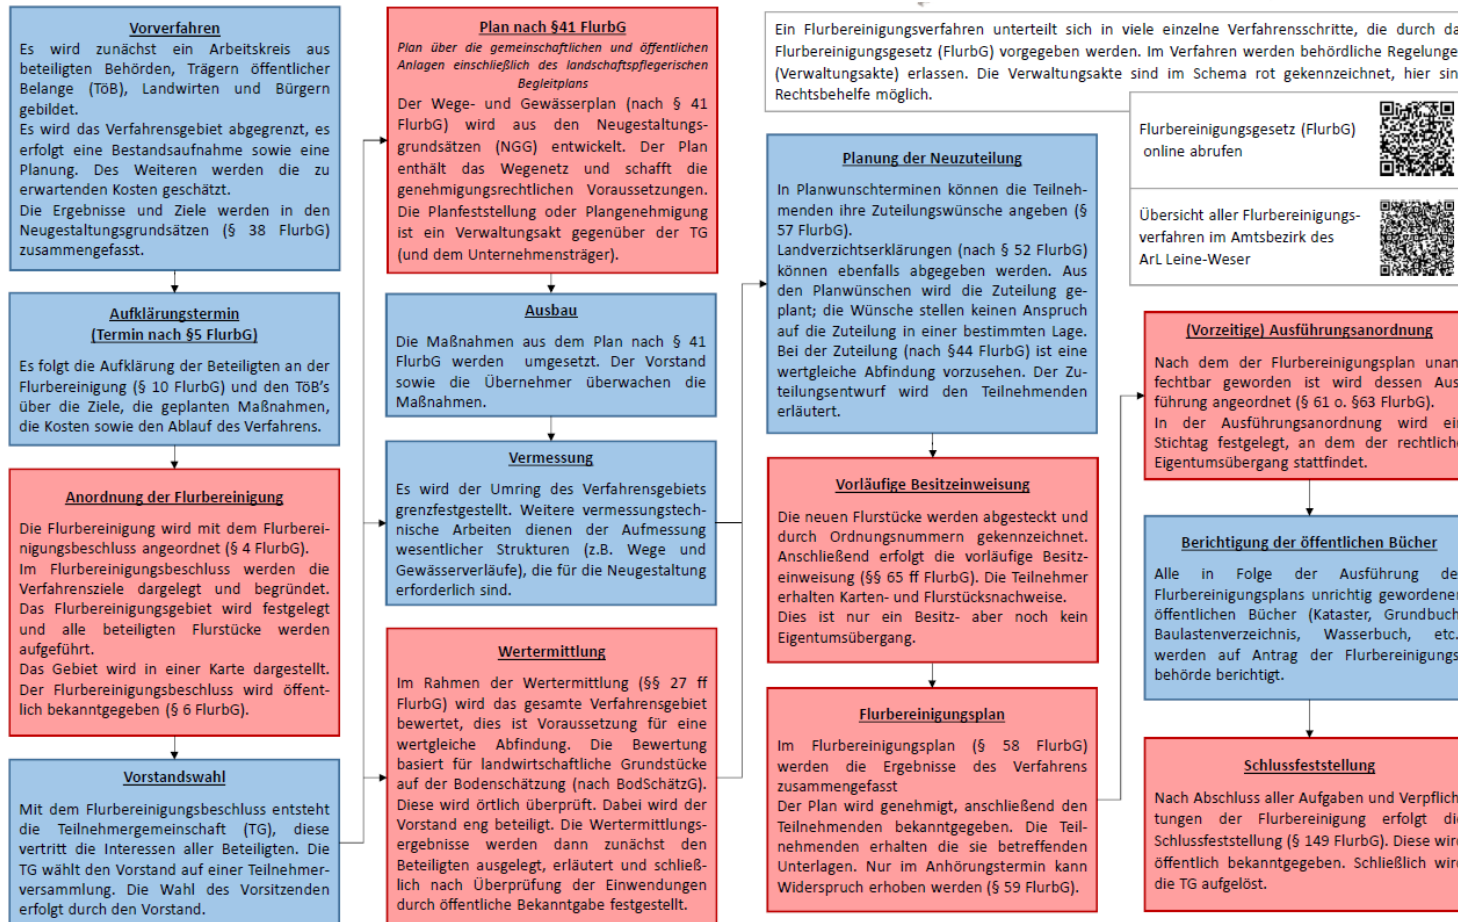 Vorverfahren
Es wird zunächst ein Arbeitskreis aus
beteiligten Behörden, Trägern öffentlicher
Belange (TöB), Landwirten und Bürgern
gebildet.
Es wird das Verfahrensgebiet abgegrenzt, es
erfolgt eine Bestandsaufnahme sowie eine
Planung. Des Weiteren werden die zu
erwartenden Kosten geschätzt.
Die Ergebnisse und Ziele werden in den
Neugestaltungsgrundsätzen (§ 38 FlurbG)
zusammengefasst.
Aufklärungstermin
(Termin nach §5 FlurbG)
Es folgt die Aufklärung der Beteiligten an der
Flurbereinigung (§ 10 FlurbG) und den TöB's
über die Ziele, die geplanten Maßnahmen,
die Kosten sowie den Ablauf des Verfahrens.
Anordnung der Flurbereinigung
Die Flurbereinigung wird mit dem Flurberei-
nigungsbeschluss angeordnet (§ 4 FlurbG).
Im Flurbereinigungsbeschluss werden die
Verfahrensziele dargelegt und begründet.
Das Flurbereinigungsgebiet wird festgelegt
und alle beteiligten Flurstücke werden
aufgeführt.
Das Gebiet wird in einer Karte dargestellt.
Der Flurbereinigungsbeschluss wird öffent-
lich bekanntgegeben (§ 6 FlurbG).
Vorstandswahl
Mit dem Flurbereinigungsbeschluss entsteht
die Teilnehmergemeinschaft (TG), diese
vertritt die Interessen aller Beteiligten. Die
TG wählt den Vorstand auf einer Teilnehmer-
versammlung. Die Wahl des Vorsitzenden
erfolgt durch den Vorstand.
Plan nach §41 FlurbG
Plan über die gemeinschaftlichen und öffentlichen
Anlagen einschließlich des landschaftspflegerischen
Begleitplans
Der Wege- und Gewässerplan (nach § 41
FlurbG) wird aus den Neugestaltungs-
grundsätzen (NGG) entwickelt. Der Plan
enthält das Wegenetz und schafft die
genehmigungsrechtlichen Voraussetzungen.
Die Planfeststellung oder Plangenehmigung
ist ein Verwaltungsakt gegenüber der TG
(und dem Unternehmensträger).
Ausbau
Die Maßnahmen aus dem Plan nach § 41
FlurbG werden umgesetzt. Der Vorstand
sowie die Übernehmer überwachen die
Maßnahmen.
Vermessung
Es wird der Umring des Verfahrensgebiets
grenzfestgestellt. Weitere vermessungstech-
nische Arbeiten dienen der Aufmessung
wesentlicher Strukturen (z.B. Wege und
Gewässerverläufe), die für die Neugestaltung
erforderlich sind.
Wertermittlung
Im Rahmen der Wertermittlung (§§ 27 ff
FlurbG) wird das gesamte Verfahrensgebiet
bewertet, dies ist Voraussetzung für eine
wertgleiche Abfindung. Die Bewertung
basiert für landwirtschaftliche Grundstücke
auf der Bodenschätzung (nach BodSchätzG).
Diese wird örtlich überprüft. Dabei wird der
Vorstand eng beteiligt. Die Wertermittlungs-
ergebnisse werden dann zunächst den
Beteiligten ausgelegt, erläutert und schließ-
lich nach Überprüfung der Einwendungen
durch öffentliche Bekanntgabe festgestellt.
Ein Flurbereinigungsverfahren unterteilt sich in viele einzelne Verfahrensschritte, die durch da
Flurbereinigungsgesetz (FlurbG) vorgegeben werden. Im Verfahren werden behördliche Regelunge
(Verwaltungsakte) erlassen. Die Verwaltungsakte sind im Schema rot gekennzeichnet, hier sin
Rechtsbehelfe möglich.
Flurbereinigungsgesetz (FlurbG)
online abrufen
Übersicht aller Flurbereinigungs-
verfahren im Amtsbezirk des
ArL Leine-Weser
Planung der Neuzuteilung
In Planwunschterminen können die Teilneh-
menden ihre Zuteilungswünsche angeben (§
57 FlurbG).
Landverzichtserklärungen (nach § 52 FlurbG)
können ebenfalls abgegeben werden. Aus
den Planwünschen wird die Zuteilung ge-
plant; die Wünsche stellen keinen Anspruch
auf die Zuteilung in einer bestimmten Lage.
Bei der Zuteilung (nach §44 FlurbG) ist eine
wertgleiche Abfindung vorzusehen. Der Zu-
teilungsentwurf wird den Teilnehmenden
erläutert.
Vorläufige Besitzeinweisung
Die neuen Flurstücke werden abgesteckt und
durch Ordnungsnummern gekennzeichnet.
Anschließend erfolgt die vorläufige Besitz-
einweisung (§§ 65 ff FlurbG). Die Teilnehmer
erhalten Karten- und Flurstücksnachweise.
Dies ist nur ein Besitz- aber noch kein
Eigentumsübergang.
Flurbereinigungsplan
Im Flurbereinigungsplan (§ 58 FlurbG)
werden die Ergebnisse des Verfahrens
zusammengefasst
Der Plan wird genehmigt, anschließend den
Teilnehmenden bekanntgegeben. Die Teil-
nehmenden erhalten die sie betreffenden
Unterlagen. Nur im Anhörungstermin kann
Widerspruch erhoben werden (§ 59 FlurbG).
(Vorzeitige) Ausführungsanordnung
Nach dem der Flurbereinigungsplan unan
fechtbar geworden ist wird dessen Aus
führung angeordnet (§ 61 o. §63 FlurbG).
In der Ausführungsanordnung wird ein
Stichtag festgelegt, an dem der rechtliche
Eigentumsübergang stattfindet.
Berichtigung der öffentlichen Bücher
Alle in Folge der Ausführung de
Flurbereinigungsplans unrichtig gewordener
öffentlichen Bücher (Kataster, Grundbuch
Baulastenverzeichnis, Wasserbuch, etc.
werden auf Antrag der Flurbereinigungs
behörde berichtigt.
Schlussfeststellung
Nach Abschluss aller Aufgaben und Verpflich
tungen der Flurbereinigung erfolgt die
Schlussfeststellung (§ 149 FlurbG). Diese wird
öffentlich bekanntgegeben. Schließlich wird
die TG aufgelöst.